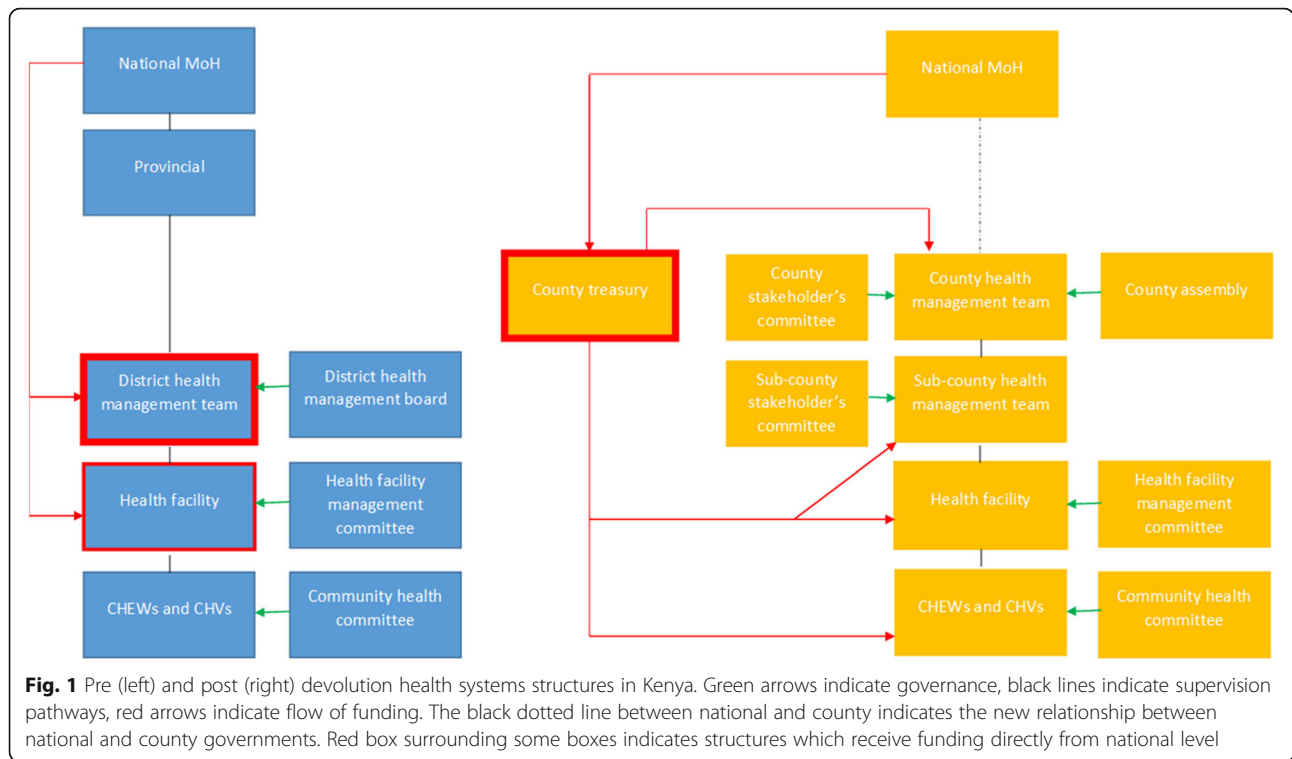 National MoH
Provincial
District health
management team
District health
management board
Health facility
Health facility
management
committee
CHEWs and CHVs
Community health
committee
National MoH
County treasury
County
stakeholder's
committee
County health
management team
County assembly
Sub-county
stakeholder's
committee
Sub-county health
management team
Health facility
Health facility
management
committee
CHEWs and CHVs
Community health
committee
Fig. 1 Pre (left) and post (right) devolution health systems structures in Kenya. Green arrows indicate governance, black lines indicate supervision
pathways, red arrows indicate flow of funding. The black dotted line between national and county indicates the new relationship between
national and county governments. Red box surrounding some boxes indicates structures which receive funding directly from national level